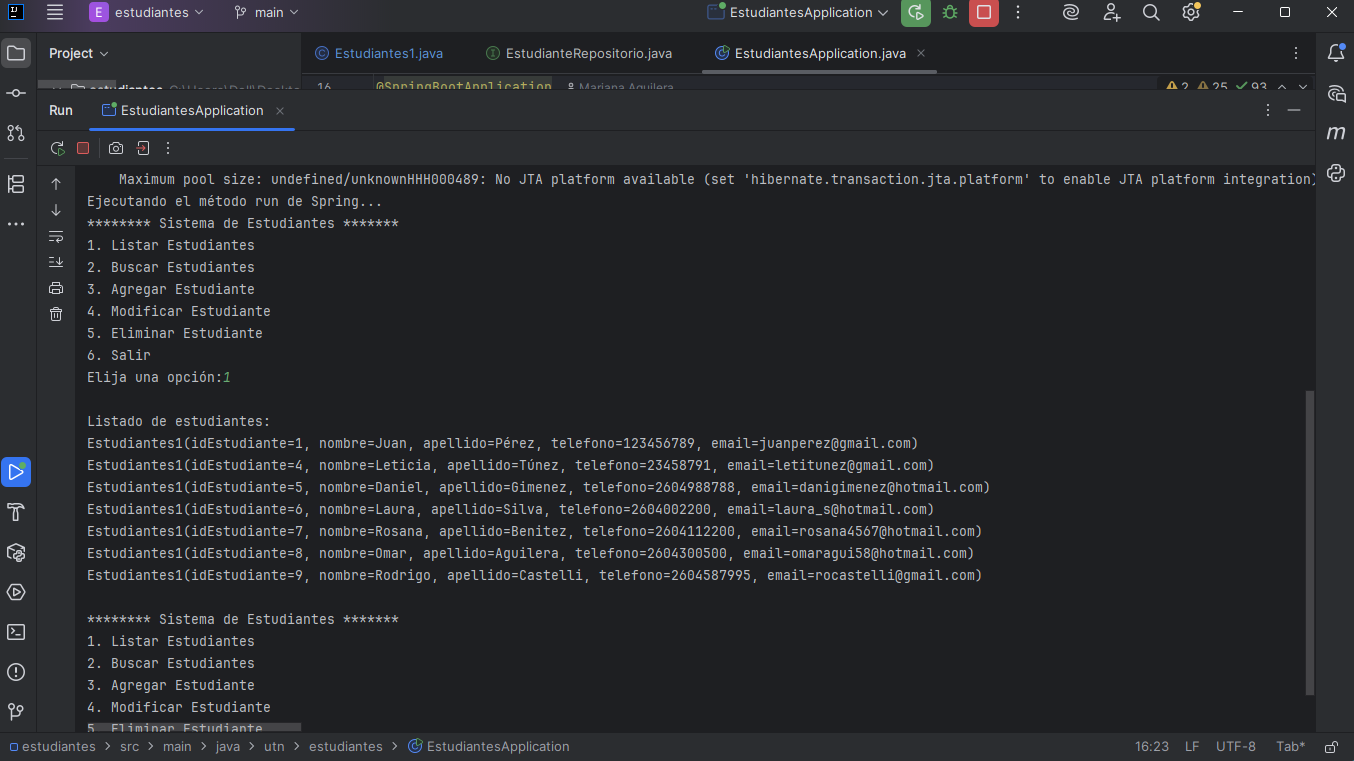 E estudiantes main EstudiantesApplication
Project
Estudiantes1.java EstudianteRepositorio.java EstudiantesApplication.java
estudiantes
16 @SpringBootApplication Mariana Aguilera 2 25 93
Run EstudiantesApplication
Maximum pool size: undefined/unknownHHH000489: No JTA platform available (set 'hibernate.transaction.jta.platform' to enable JTA platform integration)
Ejecutando el método run de Spring...
******** Sistema de Estudiantes *******
1. Listar Estudiantes
2. Buscar Estudiantes
3. Agregar Estudiante
4. Modificar Estudiante
5. Eliminar Estudiante
6. Salir
Elija una opción:1
Listado de estudiantes:
Estudiantes1(idEstudiante=1, nombre=Juan, apellido=Pérez, telefono=123456789, email=juanperez@gmail.com)
Estudiantes1(idEstudiante=4, nombre=Leticia, apellido=Túnez, telefono=23458791, email=letitunez@gmail.com)
Estudiantes1(idEstudiante=5, nombre=Daniel, apellido=Gimenez, telefono=2604988788, email=danigimenez@hotmail.com)
Estudiantes1(idEstudiante=6, nombre=Laura, apellido=Silva, telefono=2604002200, email=laura_s@hotmail.com)
Estudiantes1(idEstudiante=7, nombre=Rosana, apellido=Benitez, telefono=2604112200, email=rosana4567@hotmail.com)
Estudiantes1(idEstudiante=8, nombre=Omar, apellido=Aguilera, telefono=2604300500, email=omaragui58@hotmail.com)
Estudiantes1(idEstudiante=9, nombre=Rodrigo, apellido=Castelli, telefono=2604587995, email=rocastelli@gmail.com)
******** Sistema de Estudiantes *******
1. Listar Estudiantes
2. Buscar Estudiantes
3. Agregar Estudiante
4. Modificar Estudiante
5. Eliminar Estudiante
estudiantes > src > main > java > utn > estudiantes > EstudiantesApplication 16:23 LF UTF-8 Tab*